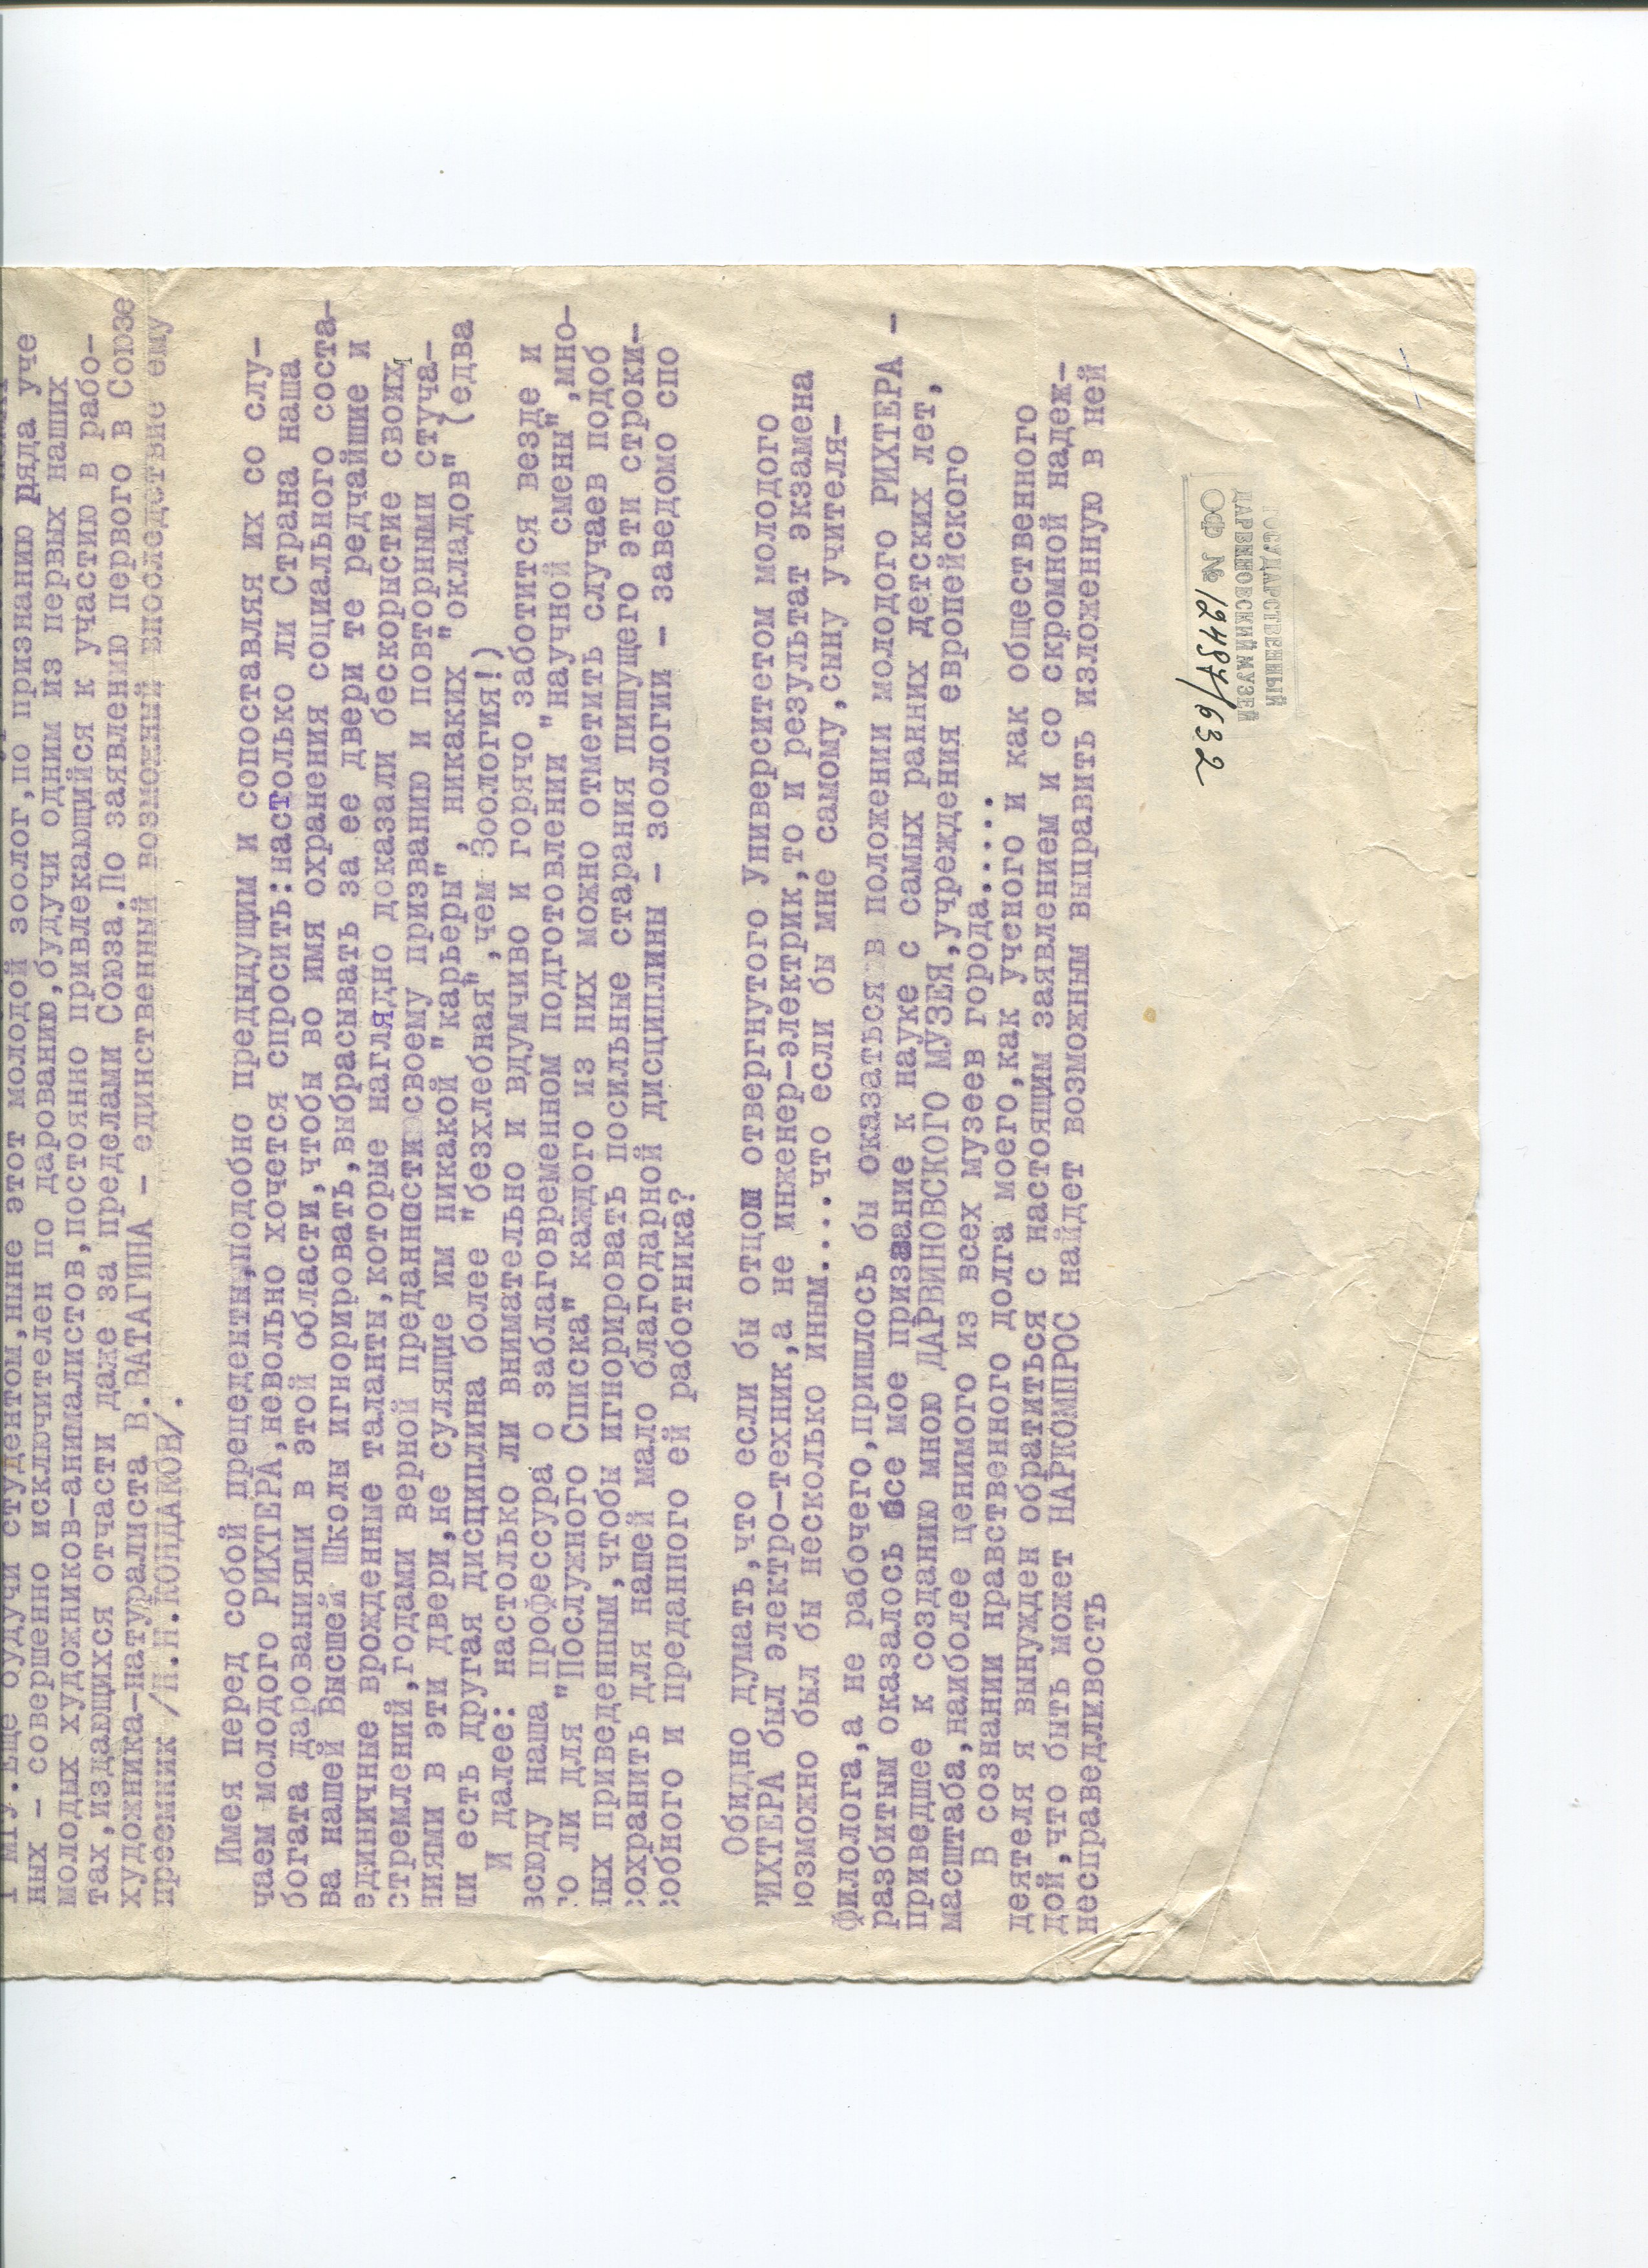 МГУ. Еще будучи студентом, ныне этот молодой зоолог, по признанию ряда уче
ных - совершенно исключителен по дарованию, будучи одним из первых наших
молодых художников-анималистов, постоянно привлекающийся к участию в рабо-
тах, издающихся отчасти даже за пределами Союза. По заявлению первого в Союзе
художника-натуралиста В. ВАТАГИНА - единственный возможный впоследствие ему
преемник /Н.Н. КОНДАКОВ/.
Имея перед собой прецеденты, подобно предыдущим и сопоставляя их со слу-
чаем молодого РИХТЕРА, невольно хочется спросить: настолько ли Страна наша
богата дарованиями в этой области, чтобы во имя охранения социального соста-
ва нашей Высшей Школы игнорировать, выбрасывать за ее двери те редчайшие и
единичные врожденные таланты, которые наглядно доказали бескорыстие своих
стремлений, годами верной преданности своему призванию и повторными стуча-
ниями в эти двери, не сулящие им никакой "карьеры", никаких "окладов" (едва
ли есть другая дисциплина более "безхлебная", чем Зоология!)
И далее: настолько ли внимательно и вдумчиво и горячо заботится везде и
всюду наша профессура о заблаговременном подготовлении "научной смены", мно-
го ли для "Послужного Списка" каждого из них можно отметить случаев подоб
ных приведенным, чтобы игнорировать посильные старания пишущего эти строки-
сохранить для нашей мало благодарной дисциплины - зоологии - заведомо спо
собного и преданного ей работника?
Обидно думать, что если бы отцом отвергнутого Университетом молодого
РИХТЕРА был электро-техник, а не инженер-электрик, то и результат экзамена
возможно был бы несколько иным.... что если бы мне самому, сыну учителя-
филолога, а не рабочего, пришлось бы оказаться в положении молодого РИХТЕРА -
разбитым оказалось бы все мое призвание к науке с самых ранних детских лет,
приведшее к созданию мною ДАРВИНОВСКОГО МУЗЕЯ, учреждения европейского
масштаба, наиболее ценимого из всех музеев города.....
В сознании нравственного долга моего, как ученого и как общественного
деятеля я вынужден обратиться с настоящим заявлением и со скромной надеж-
дой, что быть может НАРКОМПРОС найдет возможным выправить изложенную в ней
несправедливость
ГОСУДАРСТВЕННЫЙ
ДАРВИНОВСКИЙ МУЗЕЙ
ОФ № 12497/632